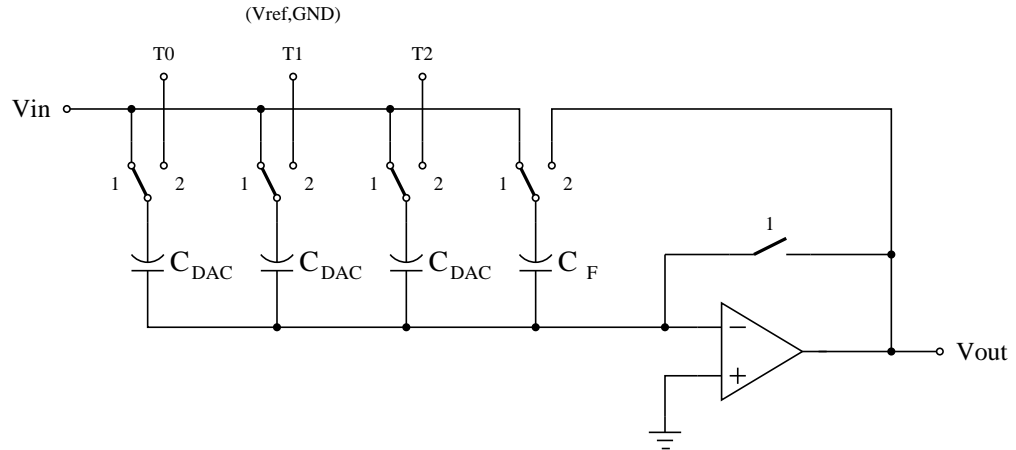 (Vref,GND)
T0 T1 T2
Vin
1 2 1 2 1 2 1 2
1
CDAC CDAC CDAC CF
−
+
Vout